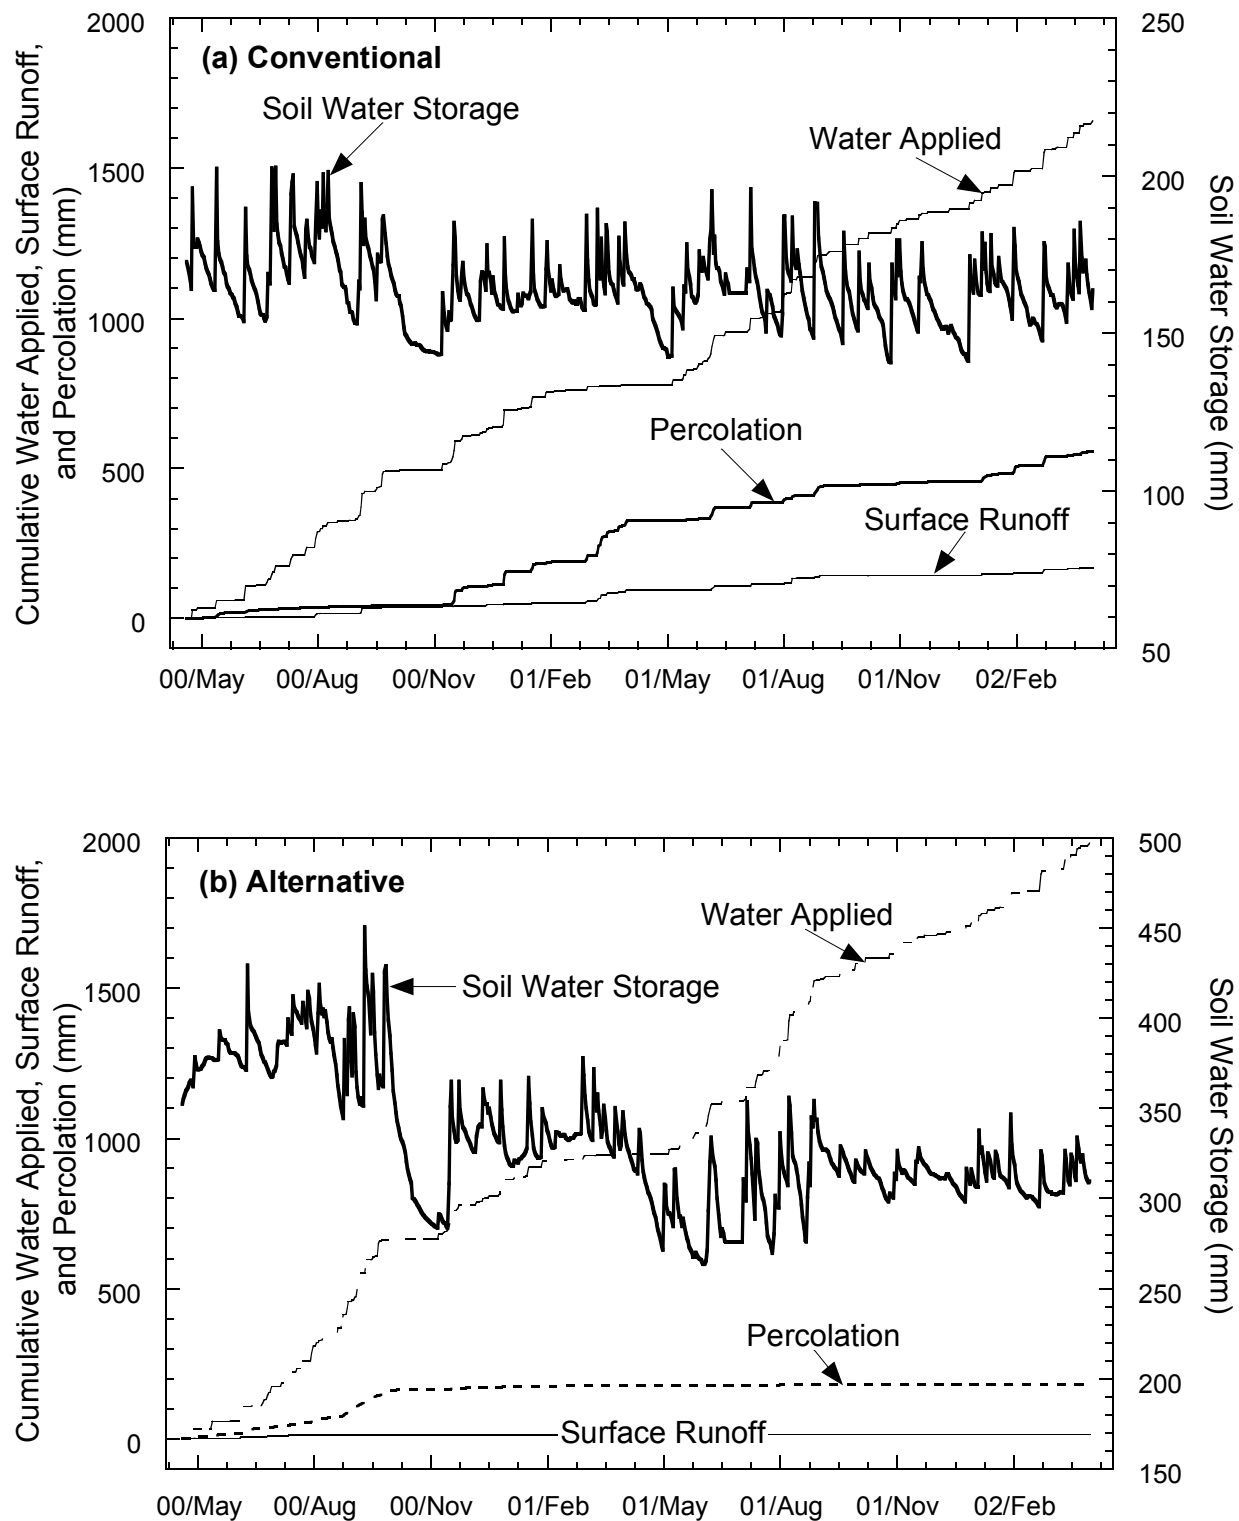 (a) Conventional
Soil Water Storage
Water Applied
Percolation
Surface Runoff
Cumulative Water Applied, Surface Runoff,
and Percolation (mm)
2000
1500
1000
500
0
250
200
150
100
50
Soil Water Storage (mm)
00/May 00/Aug 00/Nov 01/Feb 01/May 01/Aug 01/Nov 02/Feb
(b) Alternative
Water Applied
Soil Water Storage
Percolation
Surface Runoff
Cumulative Water Applied, Surface Runoff,
and Percolation (mm)
2000
1500
1000
500
0
500
450
400
350
300
250
200
150
Soil Water Storage (mm)
00/May 00/Aug 00/Nov 01/Feb 01/May 01/Aug 01/Nov 02/Feb